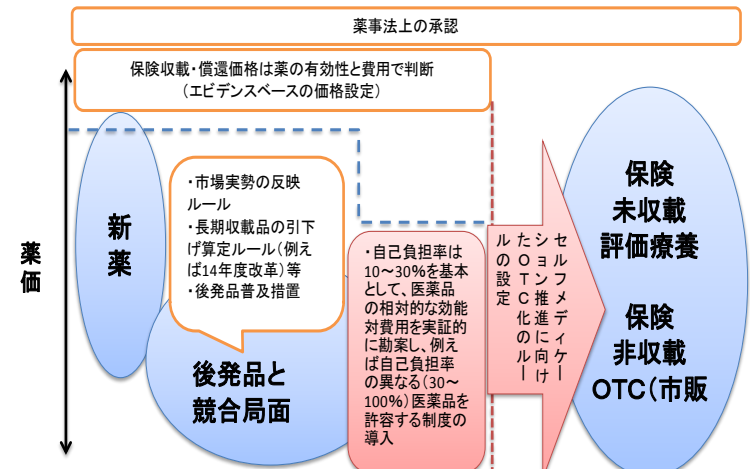 薬事法上の承認
保険収載・償還価格は薬の有効性と費用で判断
(エビデンスベースの価格設定)
薬価
新薬
・市場実勢の反映
ルール
・長期収載品の引下
げ算定ルール(例え
ば14年度改革)等
・後発品普及措置
後発品と
競合局面
・自己負担率は
10~30%を基本
として、医薬品
の相対的な効能
対費用を実証的
に勘案し、例え
ば自己負担率
の異なる(30~
100%)医薬品を
許容する制度の
導入
セルフメディケー
ション推進に向け
たOTC化のルー
ルの設定
保険
未収載
評価療養
保険
非収載
OTC(市販